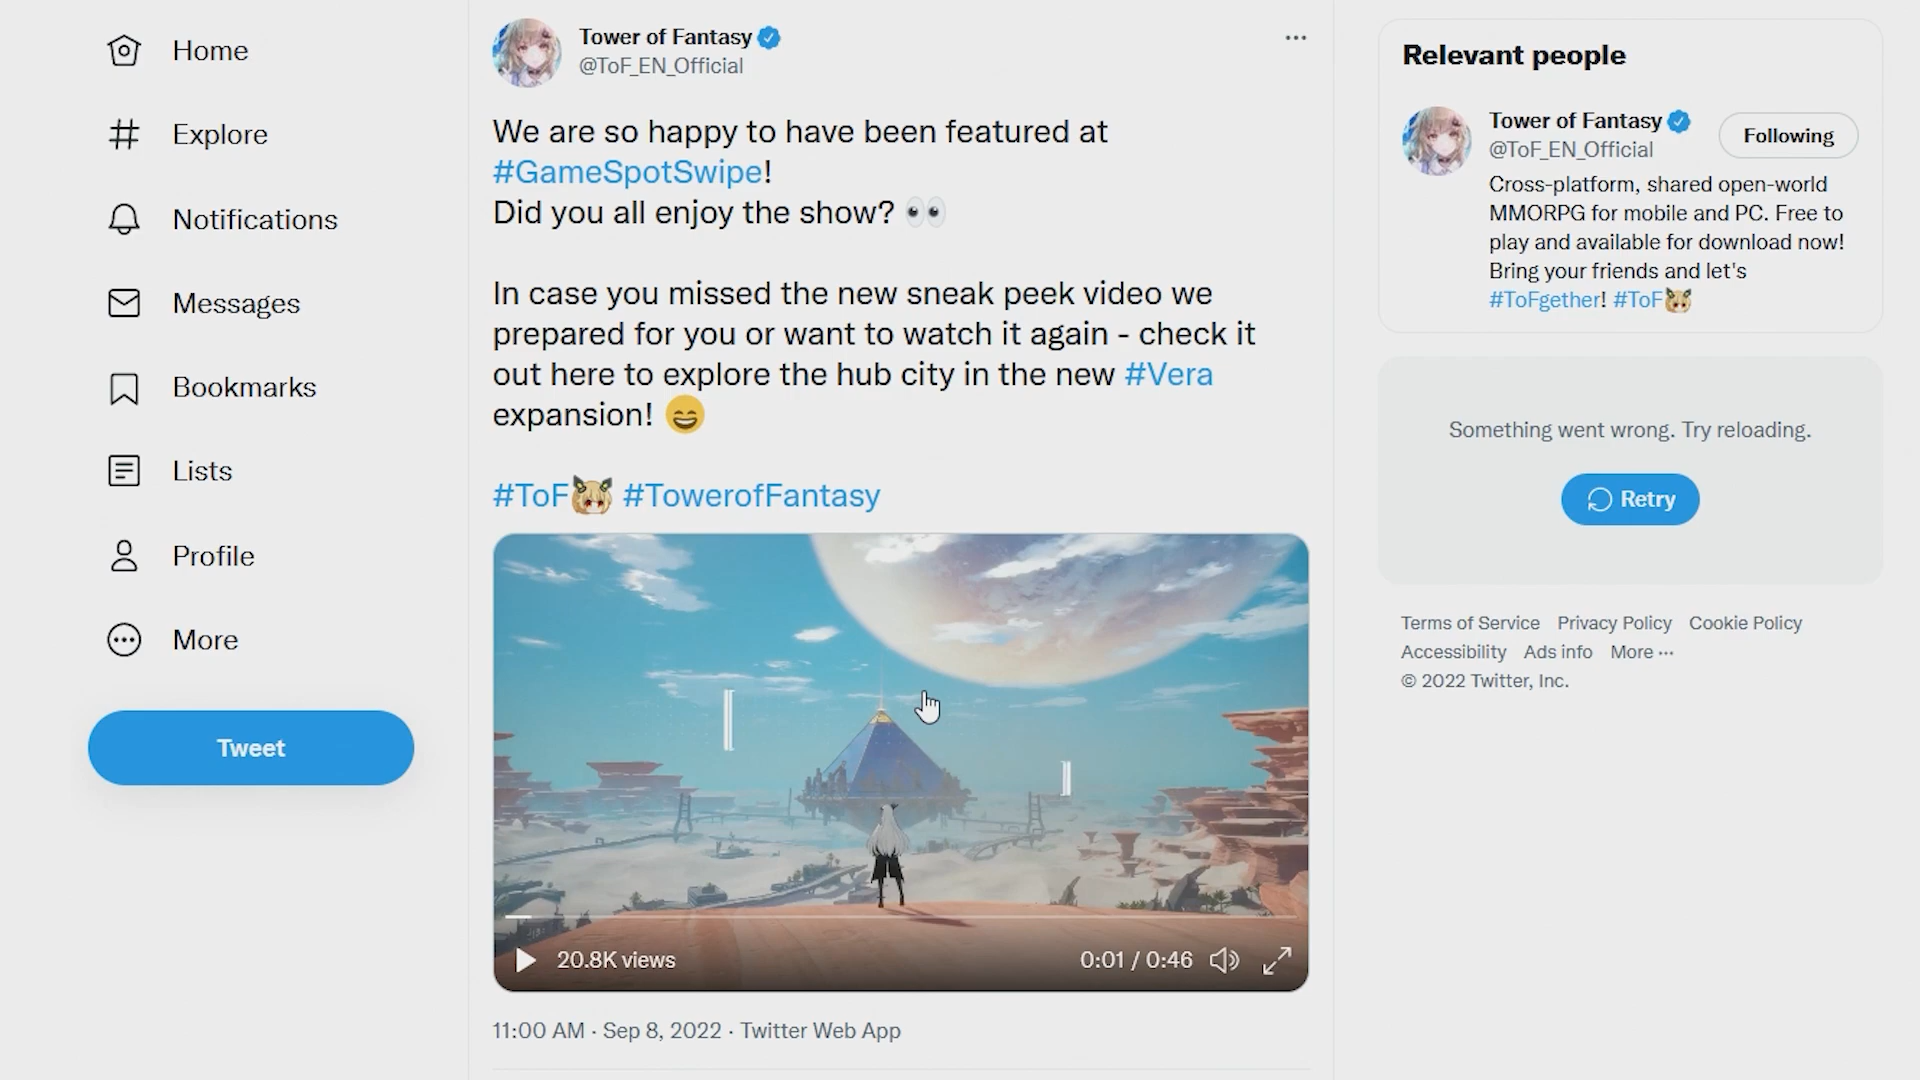 Home
Explore
Notifications
Messages
Bookmarks
Lists
Profile
More
Tweet
Tower of Fantasy
@ToF_EN_Official
We are so happy to have been featured at
#GameSpotSwipe!
Did you all enjoy the show? 👀
In case you missed the new sneak peek video we
prepared for you or want to watch it again - check it
out here to explore the hub city in the new #Vera
expansion! 😄
#ToF #TowerofFantasy
20.8K views
0:01 / 0:46
11:00 AM · Sep 8, 2022 · Twitter Web App
Relevant people
Tower of Fantasy
@ToF_EN_Official
Following
Cross-platform, shared open-world
MMORPG for mobile and PC. Free to
play and available for download now!
Bring your friends and let's
#ToFgether! #ToF
Something went wrong. Try reloading.
Retry
Terms of Service Privacy Policy Cookie Policy
Accessibility Ads info More ···
© 2022 Twitter, Inc.